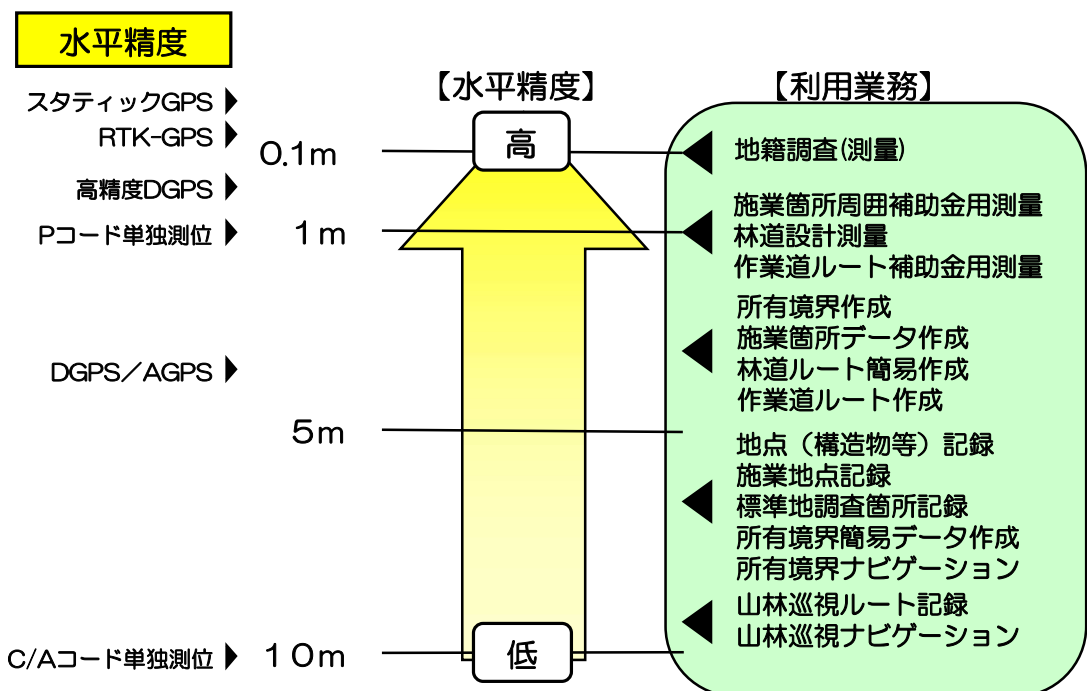 水平精度
スタティックGPS
RTK-GPS
高精度DGPS
Pコード単独測位
DGPS／AGPS
C/Aコード単独測位
0.1m
1m
5m
10m
【水平精度】
高
低
【利用業務】
地籍調査(測量)
施業箇所周囲補助金用測量
林道設計測量
作業道ルート補助金用測量
所有境界作成
施業箇所データ作成
林道ルート簡易作成
作業道ルート作成
地点（構造物等）記録
施業地点記録
標準地調査箇所記録
所有境界簡易データ作成
所有境界ナビゲーション
山林巡視ルート記録
山林巡視ナビゲーション